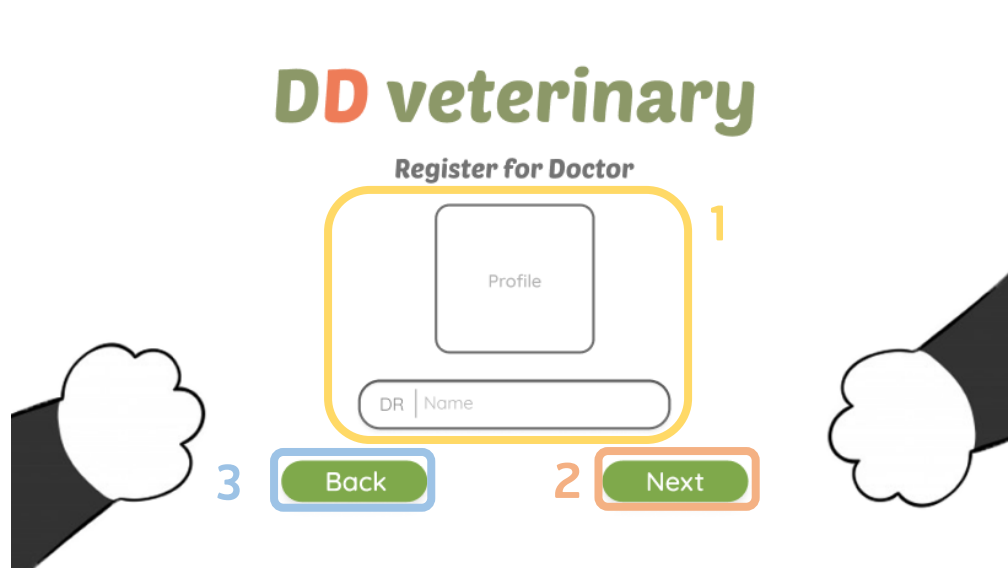 DD veterinary
Register for Doctor
1
Profile
DR Name
3 Back 2 Next